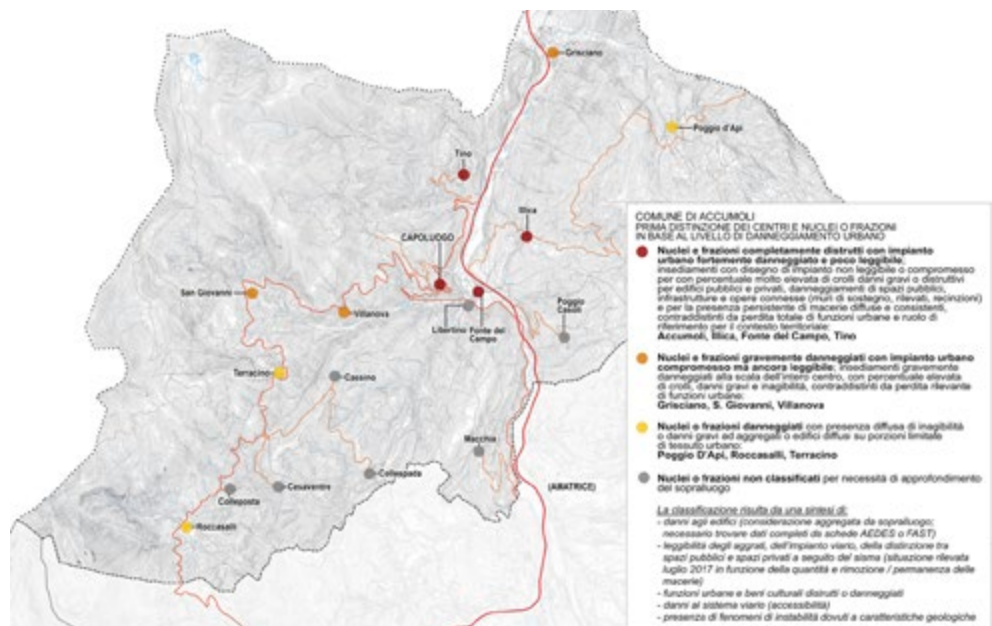 Grisciano
Poggio d'Api
Tino
Illica
CAPOLUOGO
San Giovanni
Villanova
Libertino
Fonte del
Campo
Poggio
Casoli
Terracino
Cassino
Macchia
Collespada
Cesaventre
Colleposta
(AMATRICE)
Roccasalli
COMUNE DI ACCUMOLI
PRIMA DISTINZIONE DEI CENTRI E NUCLEI O FRAZIONI
IN BASE AL LIVELLO DI DANNEGGIAMENTO URBANO
Nuclei e frazioni completamente distrutti con impianto
urbano fortemente danneggiato e poco leggibile;
insediamenti con disegno di impianto non leggibile o compromesso
per con percentuale molto elevata di crolli danni gravi o distruttivi
per edifici pubblici e privati, danneggiamenti di spazi pubblici,
infrastrutture e opere connesse (muri di sostegno, rilevati, recinzioni)
e per la presenza persistente di macerie diffuse e consistenti,
contraddistinti da perdita totale di funzioni urbane e ruolo di
riferimento per il contesto territoriale:
Accumoli, Illica, Fonte del Campo, Tino
Nuclei e frazioni gravemente danneggiati con impianto urbano
compromesso ma ancora leggibile; insediamenti gravemente
danneggiati alla scala dell'intero centro, con percentuale elevata
di crolli, danni gravi e inagibilità, contraddistinti da perdita rilevante
di funzioni urbane:
Grisciano, S. Giovanni, Villanova
Nuclei o frazioni danneggiati con presenza diffusa di inagibilità
o danni gravi ad aggregati o edifici diffusi su porzioni limitate
di tessuto urbano:
Poggio D'Api, Roccasalli, Terracino
Nuclei o frazioni non classificati per necessità di approfondimento
del sopralluogo
La classificazione risulta da una sintesi di:
- danni agli edifici (considerazione aggregata da sopralluogo;
necessario trovare dati completi da schede AEDES o FAST)
- leggibilità degli aggrati, dell'impianto viario, della distinzione tra
spazi pubblici e spazi privati a seguito del sisma (situazione rilevata
luglio 2017 in funzione della quantità e rimozione / permanenza delle
macerie)
- funzioni urbane e beni culturali distrutti o danneggiati
- danni al sistema viario (accessibilità)
- presenza di fenomeni di instabilità dovuti a caratteristiche geologiche